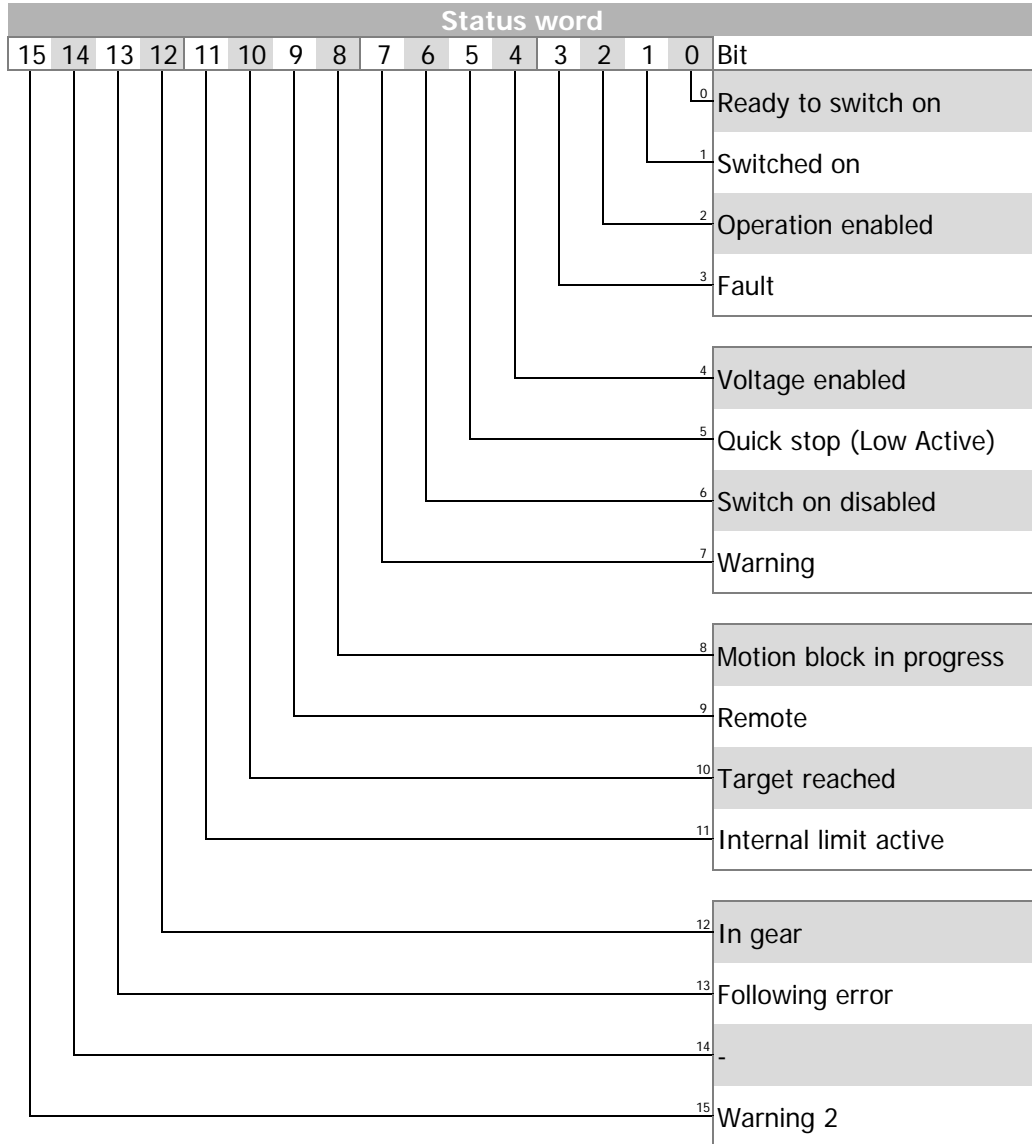 Status word
15 14 13 12 11 10 9 8 7 6 5 4 3 2 1 0 Bit
0 Ready to switch on
1 Switched on
2 Operation enabled
3 Fault
4 Voltage enabled
5 Quick stop (Low Active)
6 Switch on disabled
7 Warning
8 Motion block in progress
9 Remote
10 Target reached
11 Internal limit active
12 In gear
13 Following error
14 -
15 Warning 2